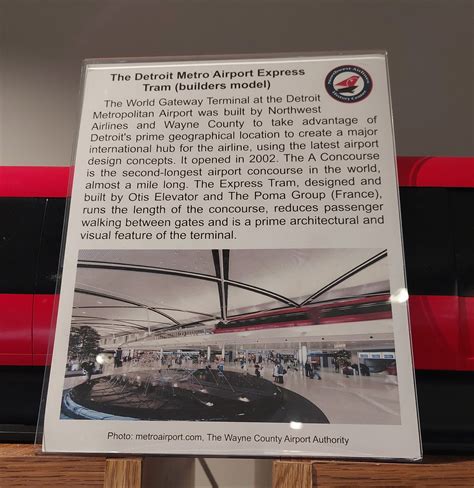 The Detroit Metro Airport Express
Tram (builders model)
The World Gateway Terminal at the Detroit
Metropolitan Airport was built by Northwest
Airlines and Wayne County to take advantage of
Detroit's prime geographical location to create a major
international hub for the airline, using the latest airport
design concepts. It opened in 2002. The A Concourse
is the second-longest airport concourse in the world,
almost a mile long. The Express Tram, designed and
built by Otis Elevator and The Poma Group (France),
runs the length of the concourse, reduces passenger
walking between gates and is a prime architectural and
visual feature of the terminal.
Photo: metroairport.com, The Wayne County Airport Authority